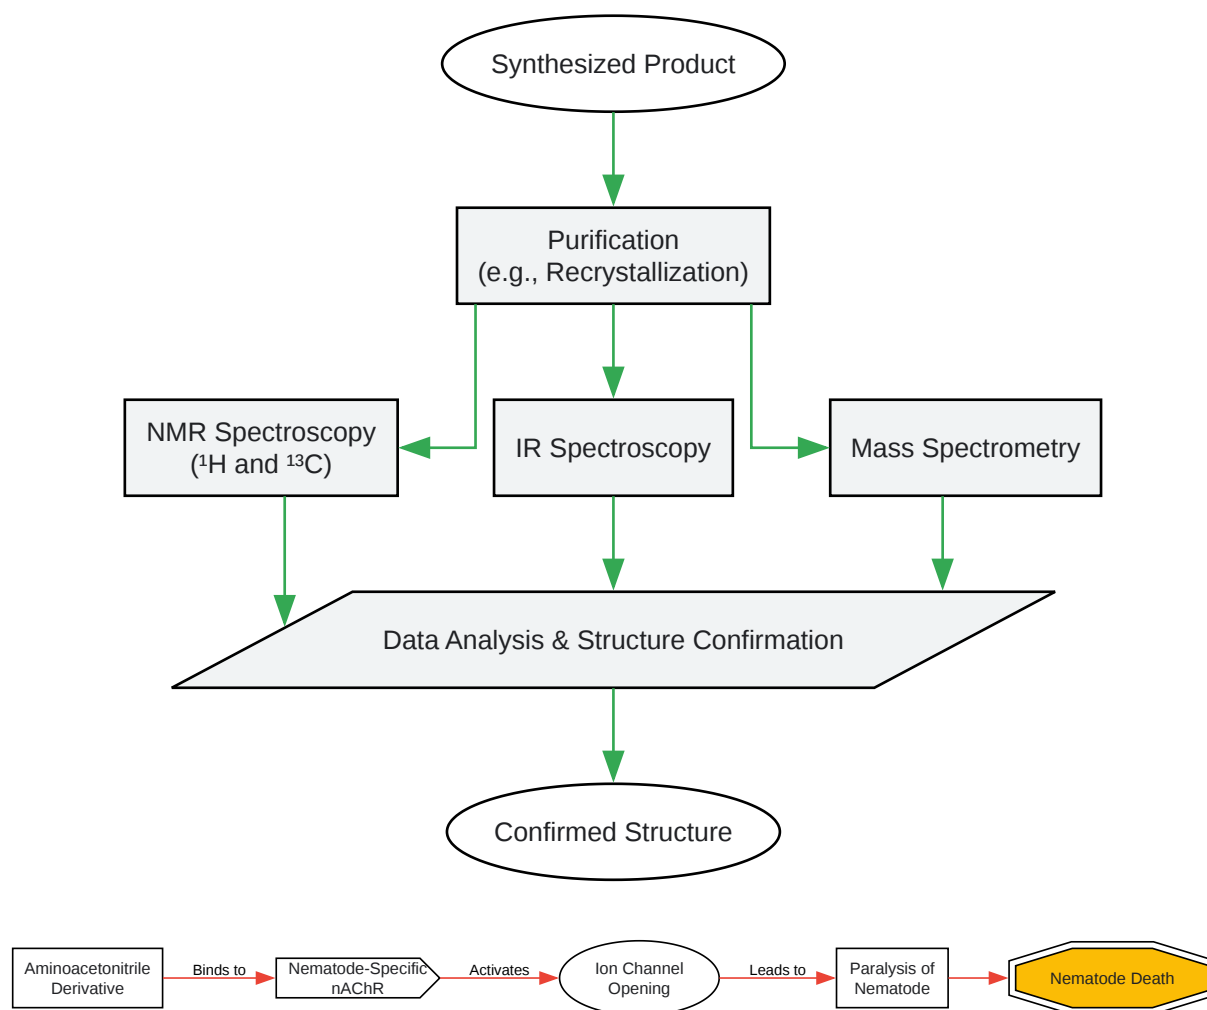 Synthesized Product
Purification
(e.g., Recrystallization)
NMR Spectroscopy
(¹H and ¹³C)
IR Spectroscopy
Mass Spectrometry
Data Analysis & Structure Confirmation
Confirmed Structure
Aminoacetonitrile
Derivative
Binds to
Nematode-Specific
nAChR
Activates
Ion Channel
Opening
Leads to
Paralysis of
Nematode
Nematode Death